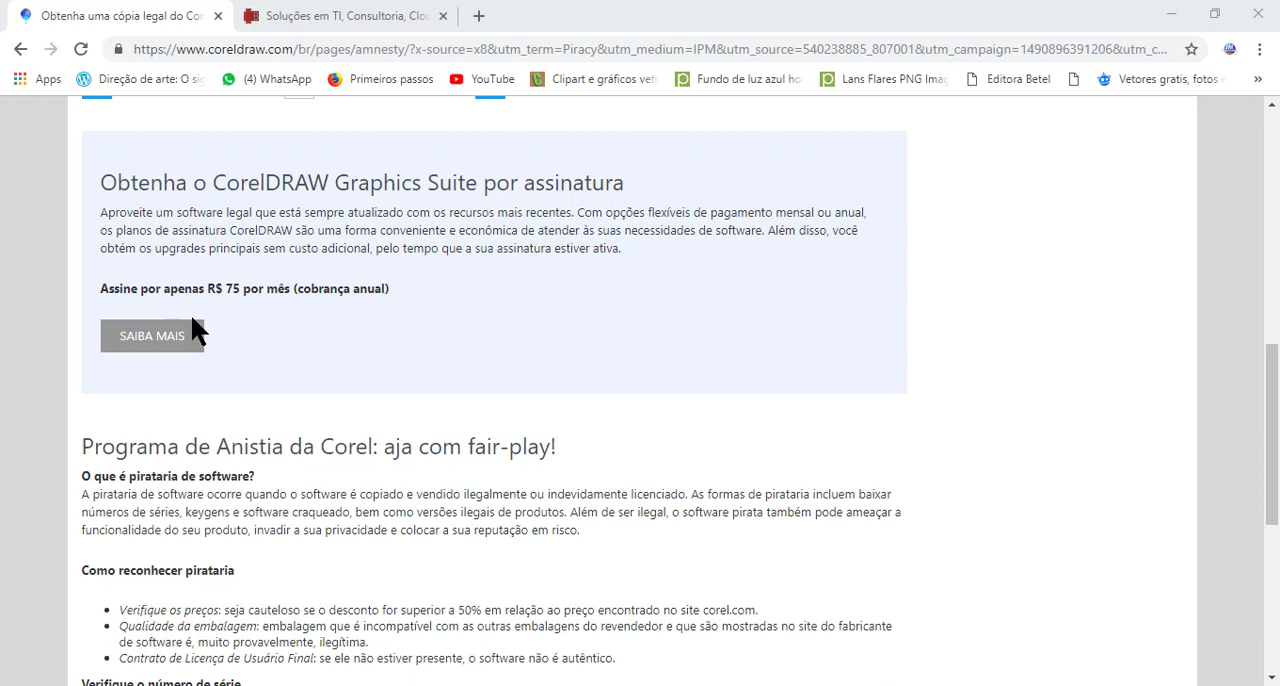 Obtenha uma cópia legal do Cor
Soluções em TI, Consultoria, Clou
https://www.coreldraw.com/br/pages/amnesty/?x-source=x8&utm_term=Piracy&utm_medium=IPM&utm_source=540238885_807001&utm_campaign=1490896391206&utm_c...
Apps Direção de arte: O sig (4) WhatsApp Primeiros passos YouTube Clipart e gráficos veto Fundo de luz azul ho Lans Flares PNG Imag Editora Betel Vetores gratis, fotos e »
Obtenha o CorelDRAW Graphics Suite por assinatura
Aproveite um software legal que está sempre atualizado com os recursos mais recentes. Com opções flexíveis de pagamento mensal ou anual,
os planos de assinatura CorelDRAW são uma forma conveniente e econômica de atender às suas necessidades de software. Além disso, você
obtém os upgrades principais sem custo adicional, pelo tempo que a sua assinatura estiver ativa.
Assine por apenas R$ 75 por mês (cobrança anual)
SAIBA MAIS
Programa de Anistia da Corel: aja com fair-play!
O que é pirataria de software?
A pirataria de software ocorre quando o software é copiado e vendido ilegalmente ou indevidamente licenciado. As formas de pirataria incluem baixar
números de séries, keygens e software craqueado, bem como versões ilegais de produtos. Além de ser ilegal, o software pirata também pode ameaçar a
funcionalidade do seu produto, invadir a sua privacidade e colocar a sua reputação em risco.
Como reconhecer pirataria
• Verifique os preços: seja cauteloso se o desconto for superior a 50% em relação ao preço encontrado no site corel.com.
• Qualidade da embalagem: embalagem que é incompatível com as outras embalagens do revendedor e que são mostradas no site do fabricante
de software é, muito provavelmente, ilegítima.
• Contrato de Licença de Usuário Final: se ele não estiver presente, o software não é autêntico.
Verifique o número de série